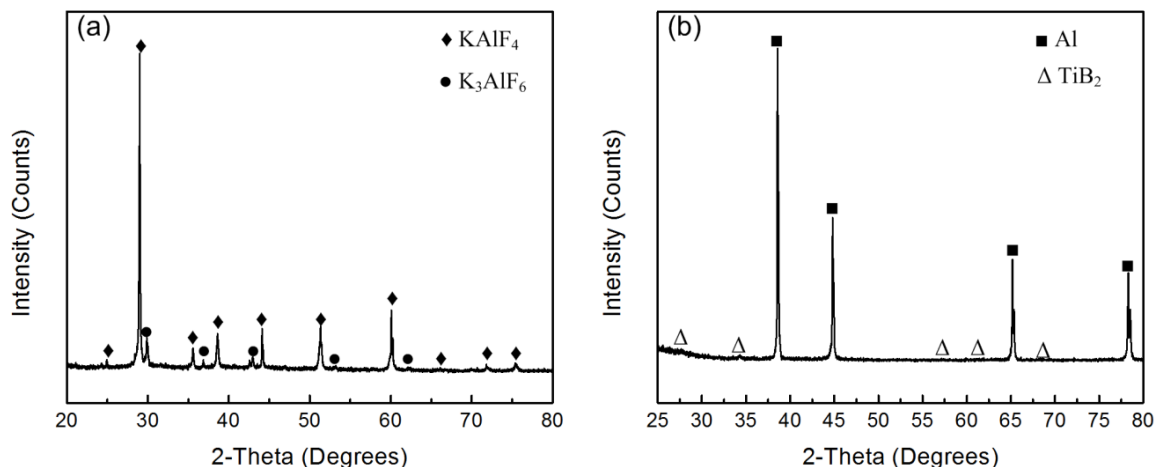 (a)
◆ KAlF₄
● K₃AlF₆
Intensity (Counts)
20 30 40 50 60 70 80
2-Theta (Degrees)
(b)
■ Al
Δ TiB₂
Intensity (Counts)
25 30 35 40 45 50 55 60 65 70 75 80
2-Theta (Degrees)